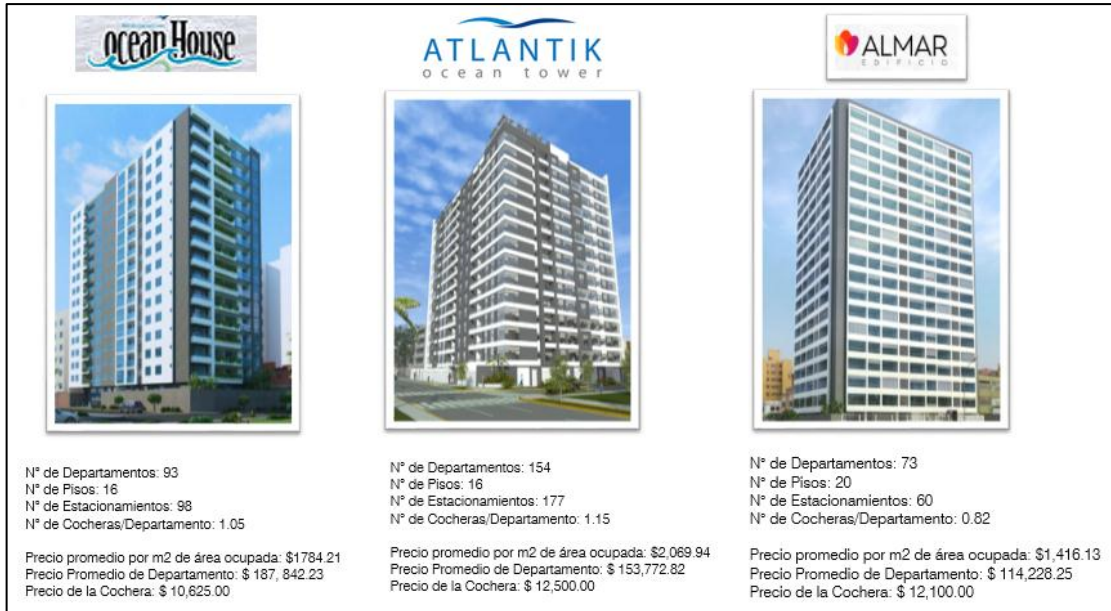 ocean House
N° de Departamentos: 93
N° de Pisos: 16
N° de Estacionamientos: 98
N° de Cocheras/Departamento: 1.05
Precio promedio por m2 de área ocupada: $1784.21
Precio Promedio de Departamento: $ 187, 842.23
Precio de la Cochera: $ 10,625.00
ATLANTIK
ocean tower
N° de Departamentos: 154
N° de Pisos: 16
N° de Estacionamientos: 177
N° de Cocheras/Departamento: 1.15
Precio promedio por m2 de área ocupada: $2,069.94
Precio Promedio de Departamento: $ 153,772.82
Precio de la Cochera: $ 12,500.00
ALMAR
EDIFICIO
N° de Departamentos: 73
N° de Pisos: 20
N° de Estacionamientos: 60
N° de Cocheras/Departamento: 0.82
Precio promedio por m2 de área ocupada: $1,416.13
Precio Promedio de Departamento: $ 114,228.25
Precio de la Cochera: $ 12,100.00